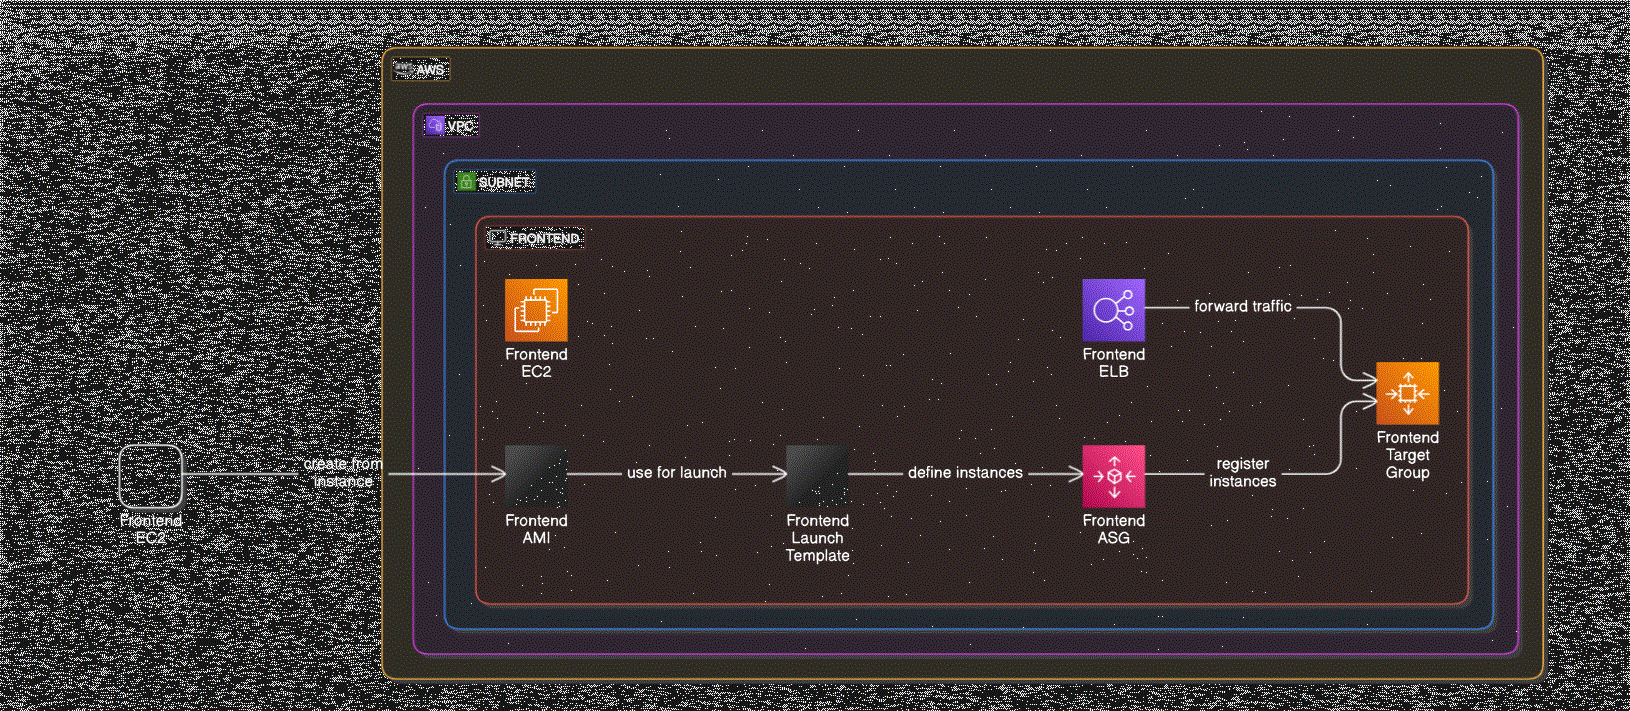 AWS
VPC
SUBNET
FRONTEND
Frontend
EC2
Frontend
ELB
forward traffic
Frontend
Target
Group
Frontend
EC2
create from
instance
Frontend
AMI
use for launch
Frontend
Launch
Template
define instances
Frontend
ASG
register
instances